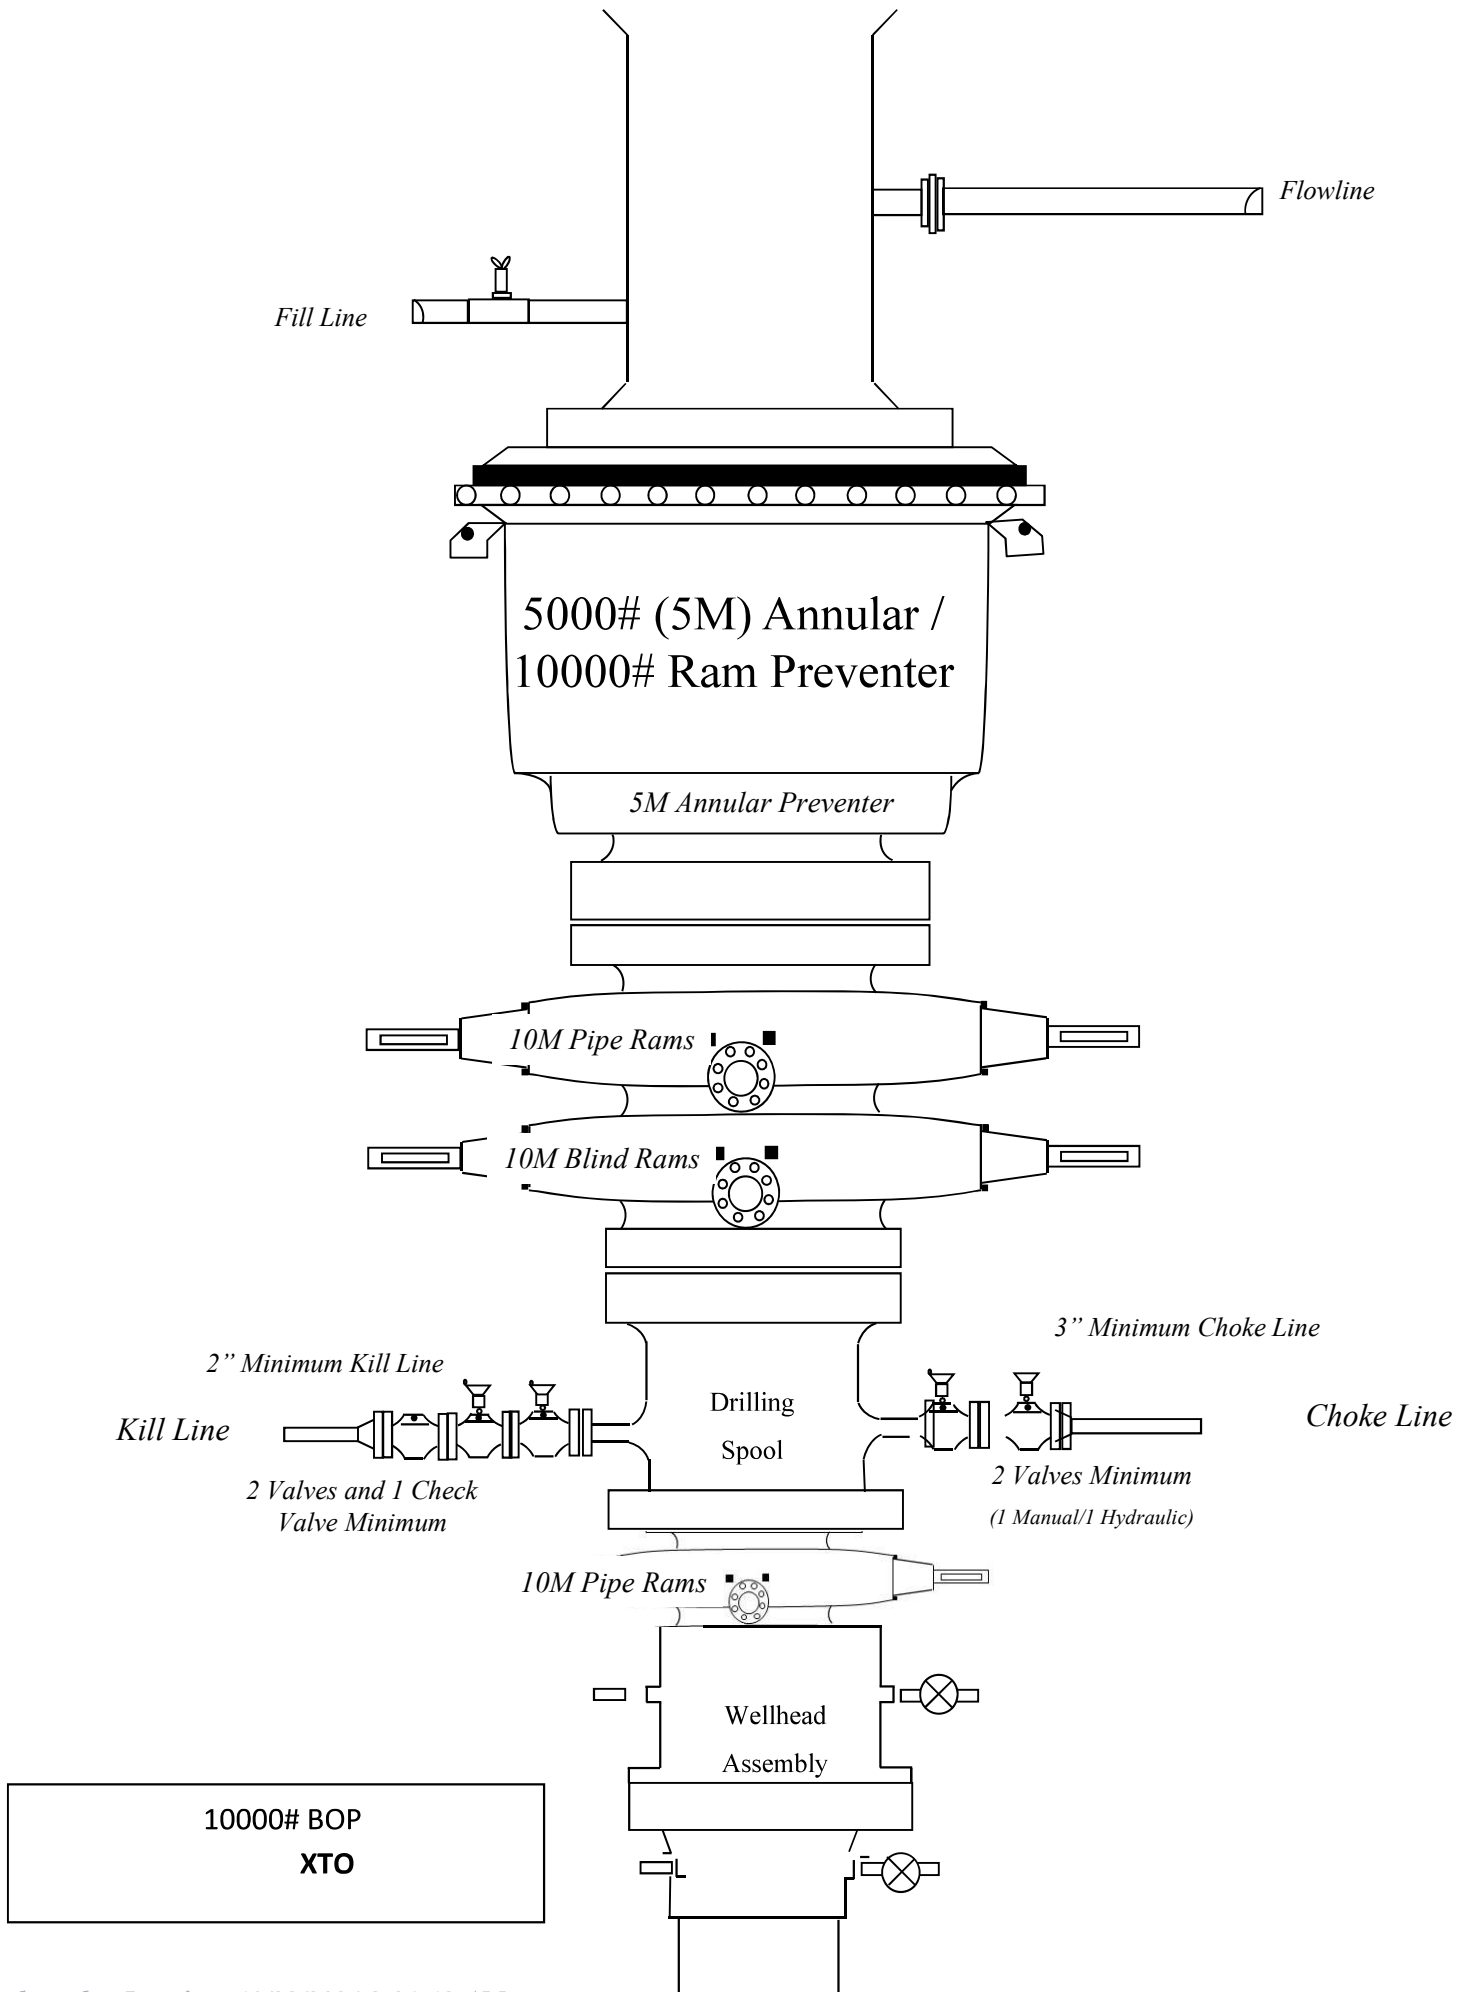 Flowline
Fill Line
5000# (5M) Annular /
10000# Ram Preventer
5M Annular Preventer
10M Pipe Rams
10M Blind Rams
3” Minimum Choke Line
2” Minimum Kill Line
Drilling
Spool
Kill Line
Choke Line
2 Valves and 1 Check
Valve Minimum
2 Valves Minimum
(1 Manual/1 Hydraulic)
10M Pipe Rams
Wellhead
Assembly
10000# BOP
XTO